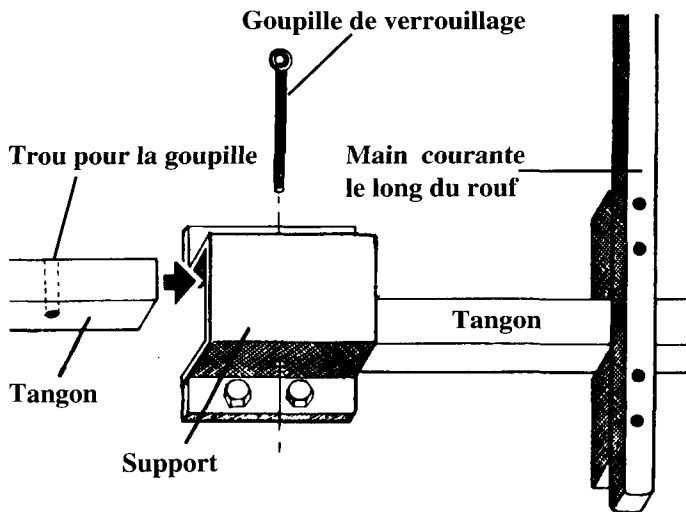 Goupille de verrouillage
Trou pour la goupille
Main courante
le long du rouf
Tangon
Tangon
Support